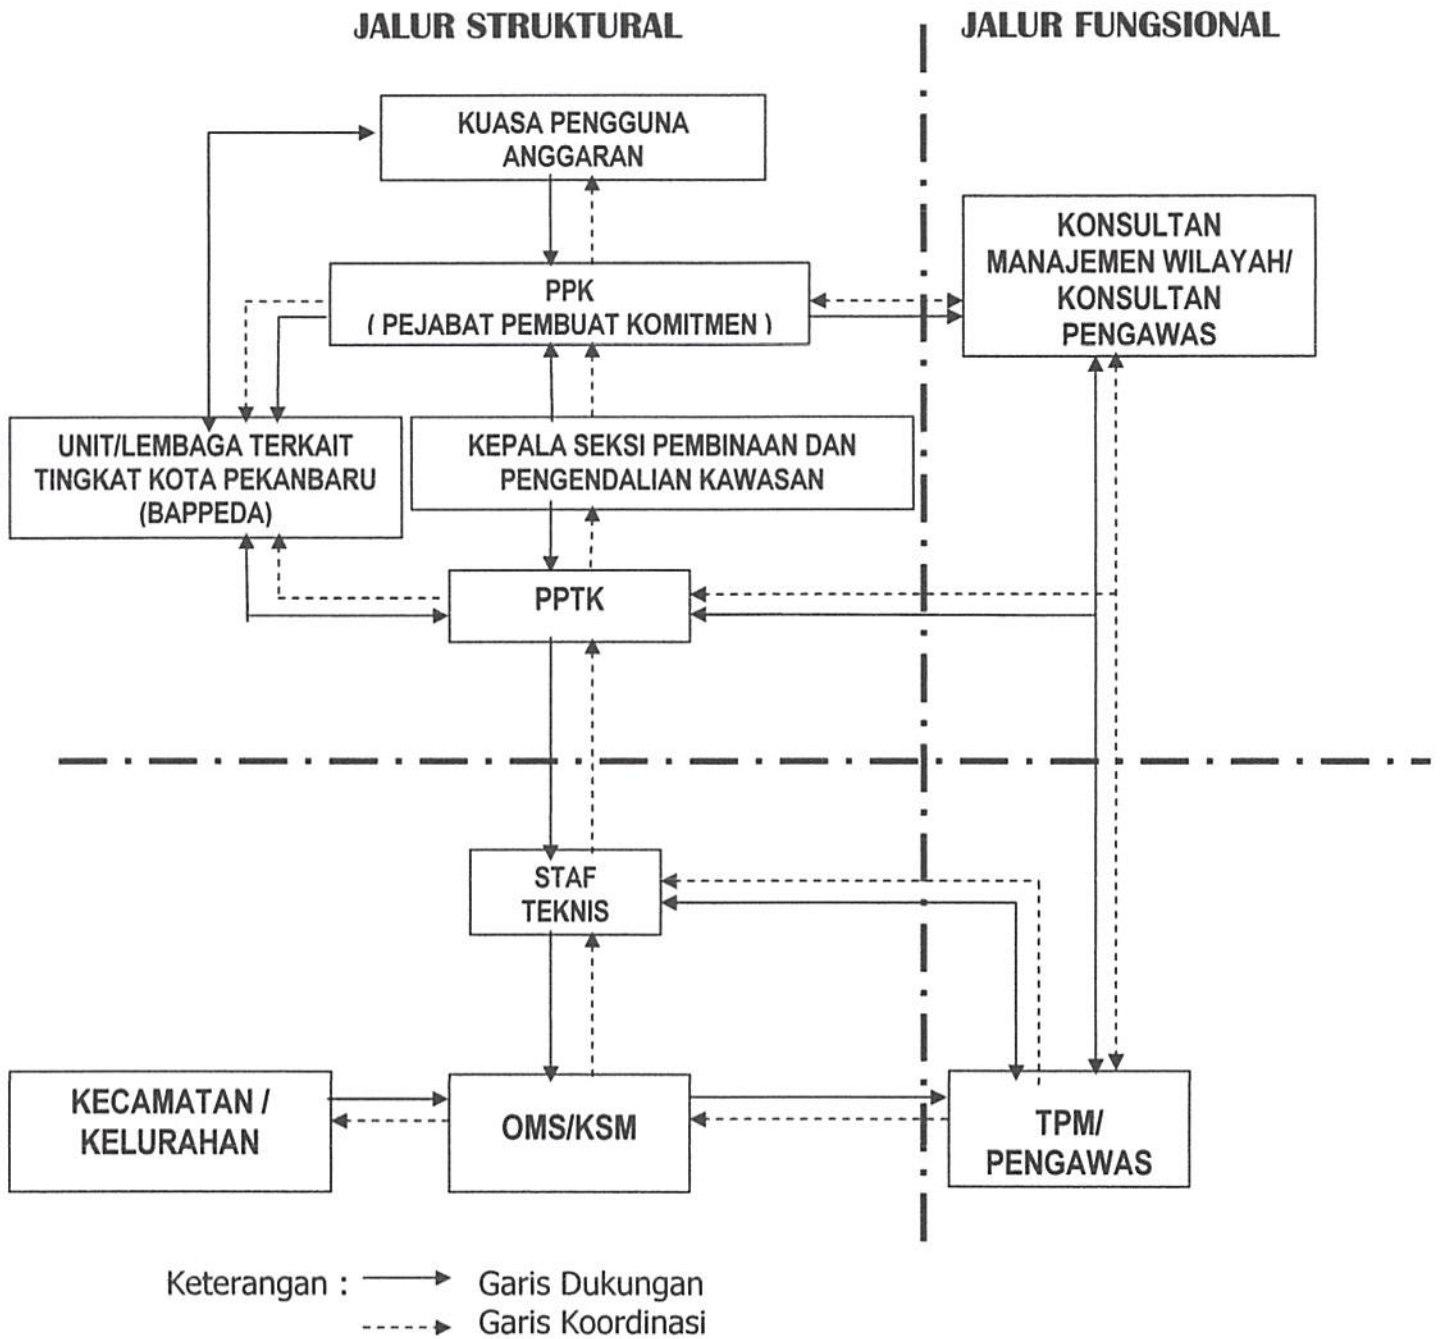 JALUR STRUKTURAL
JALUR FUNGSIONAL
KUASA PENGGUNA
ANGGARAN
KONSULTAN
MANAJEMEN WILAYAH/
KONSULTAN
PENGAWAS
PPK
( PEJABAT PEMBUAT KOMITMEN )
UNIT/LEMBAGA TERKAIT
TINGKAT KOTA PEKANBARU
(BAPPEDA)
KEPALA SEKSI PEMBINAAN DAN
PENGENDALIAN KAWASAN
PPTK
STAF
TEKNIS
KECAMATAN /
KELURAHAN
OMS/KSM
TPM/
PENGAWAS
Keterangan :
Garis Dukungan
Garis Koordinasi